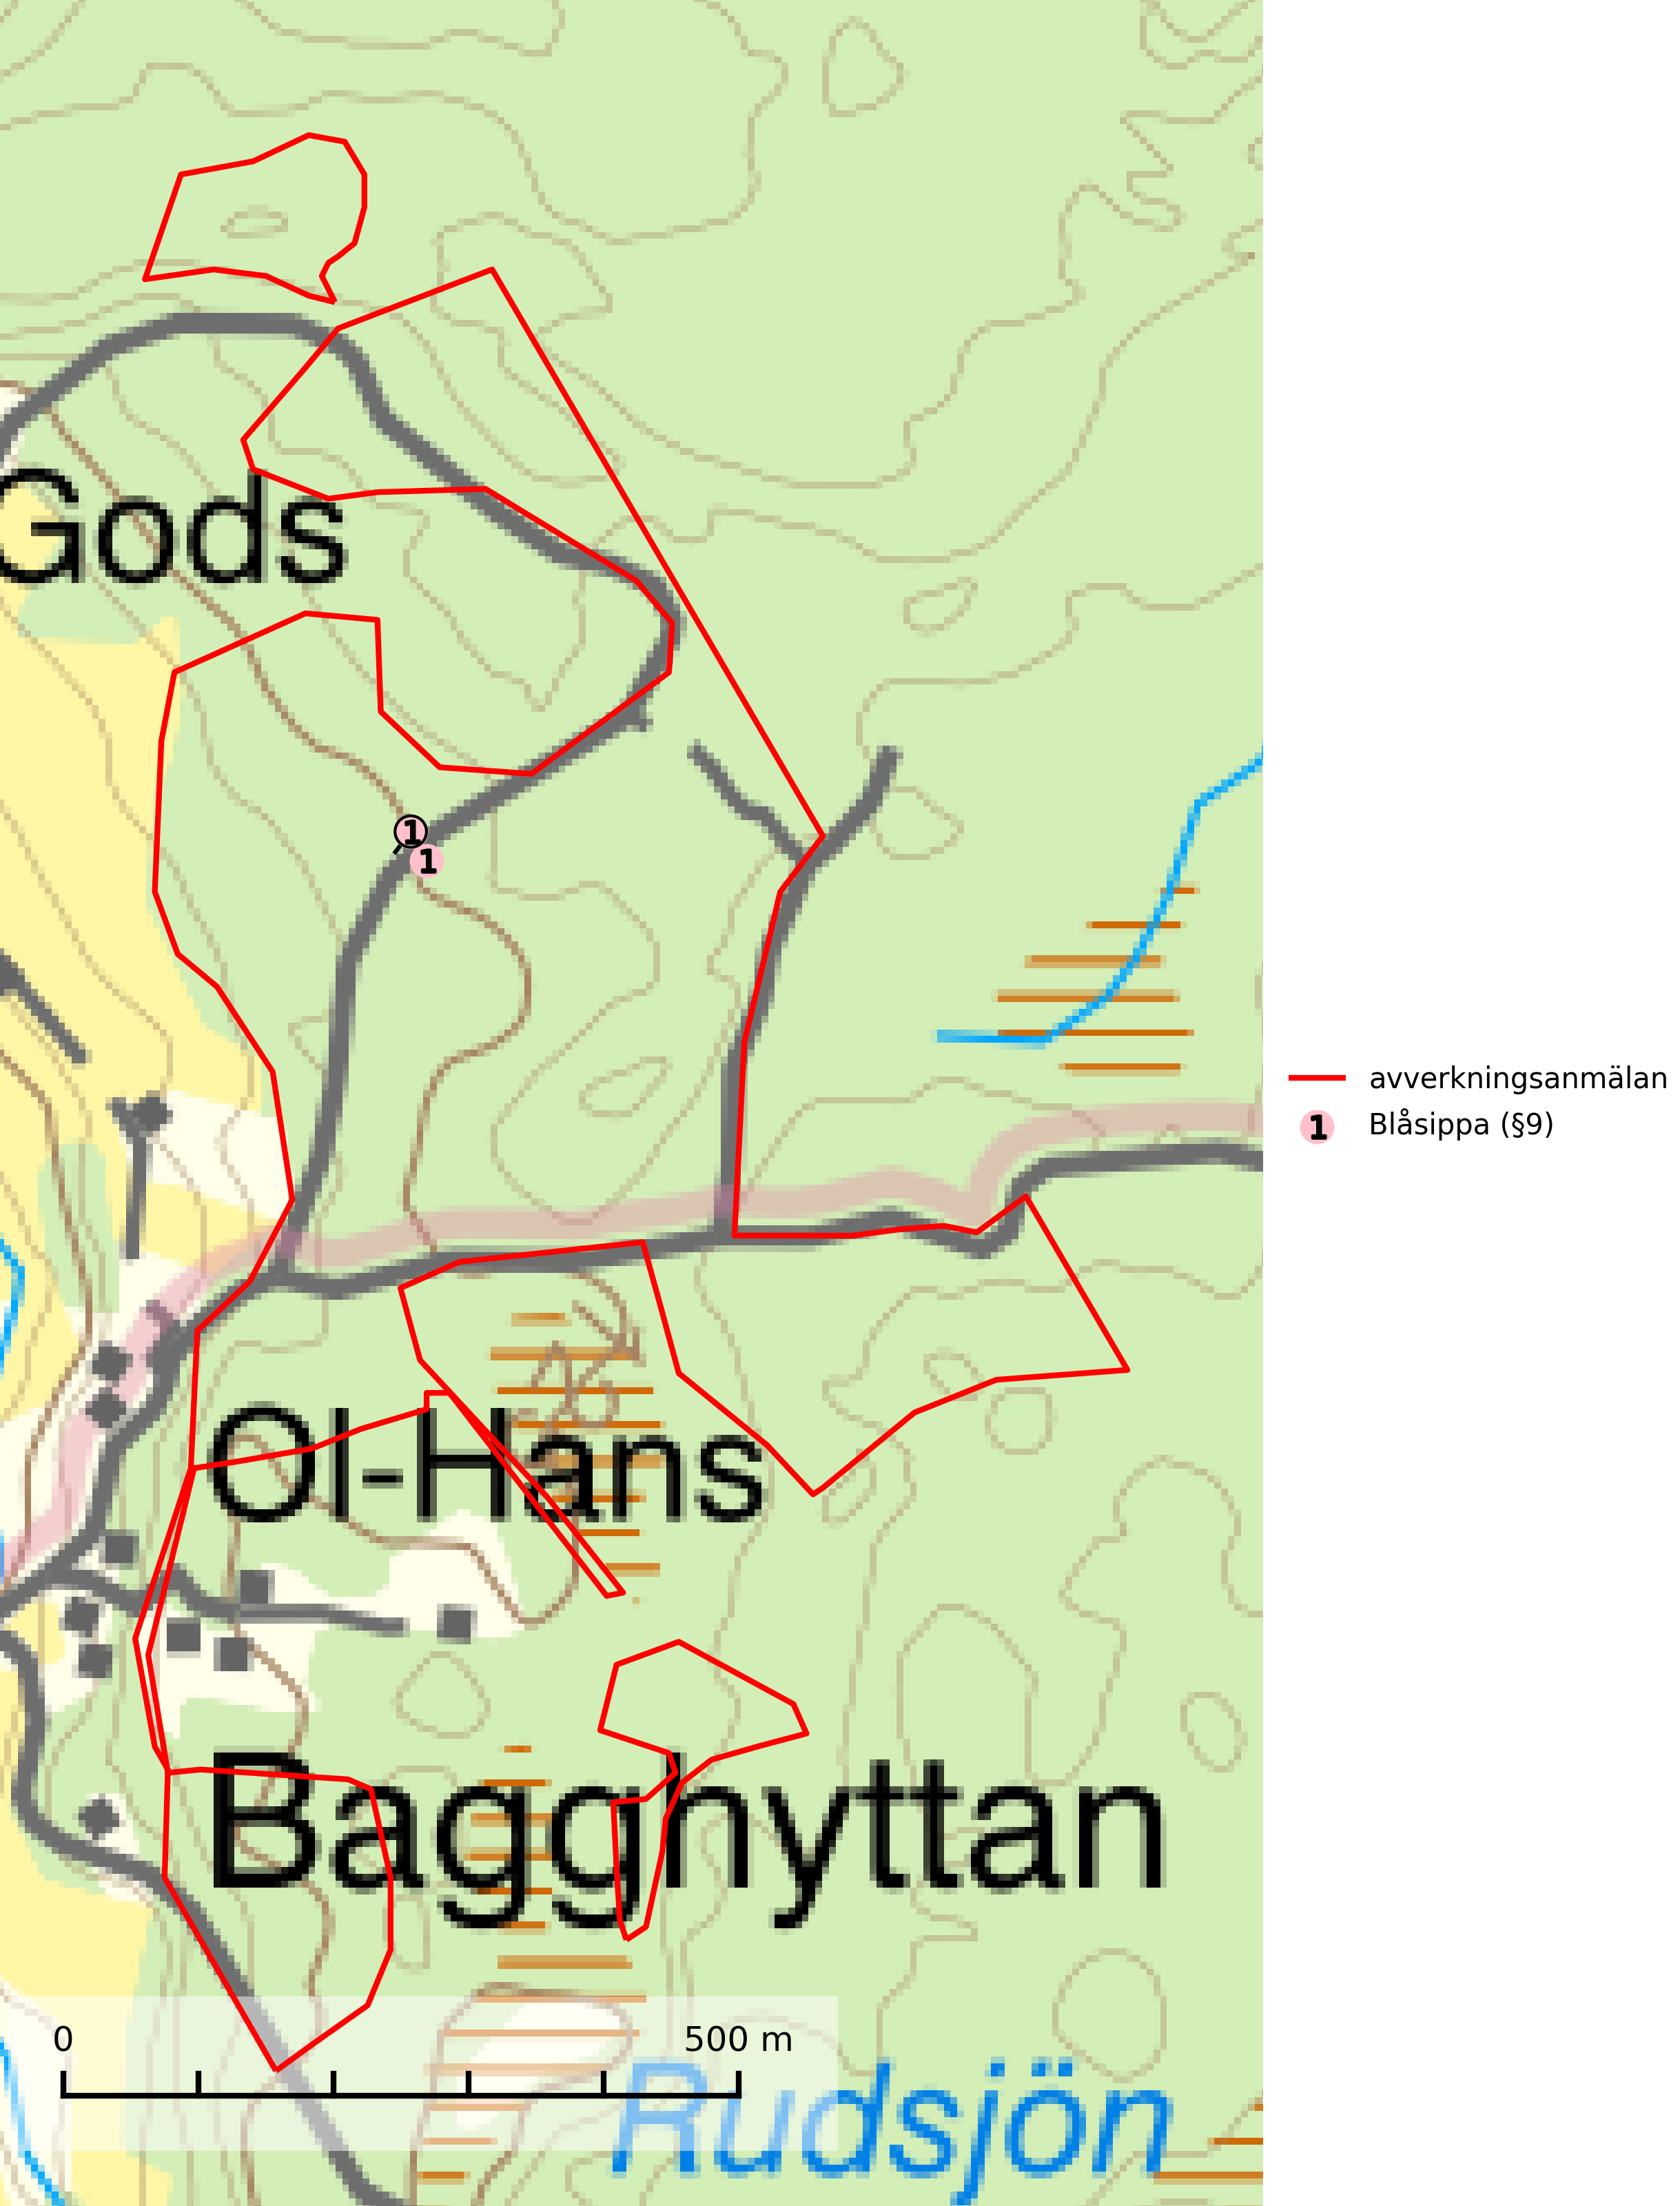 Gods
1
1
avverkningsanmälan
1 Blåsippa (§9)
Ol-Hans
Bagghyttan
0 500 m
Rudsjön